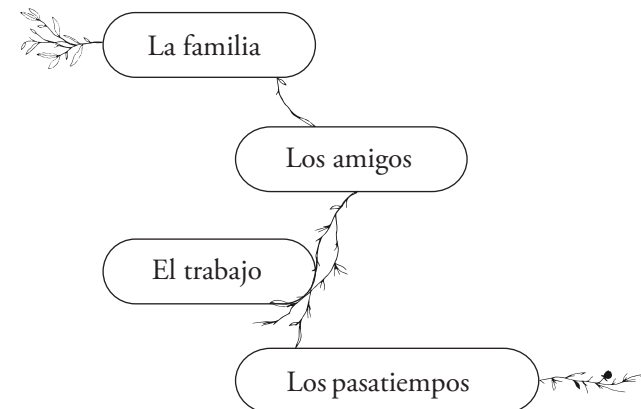 La familia
Los amigos
El trabajo
Los pasatiempos